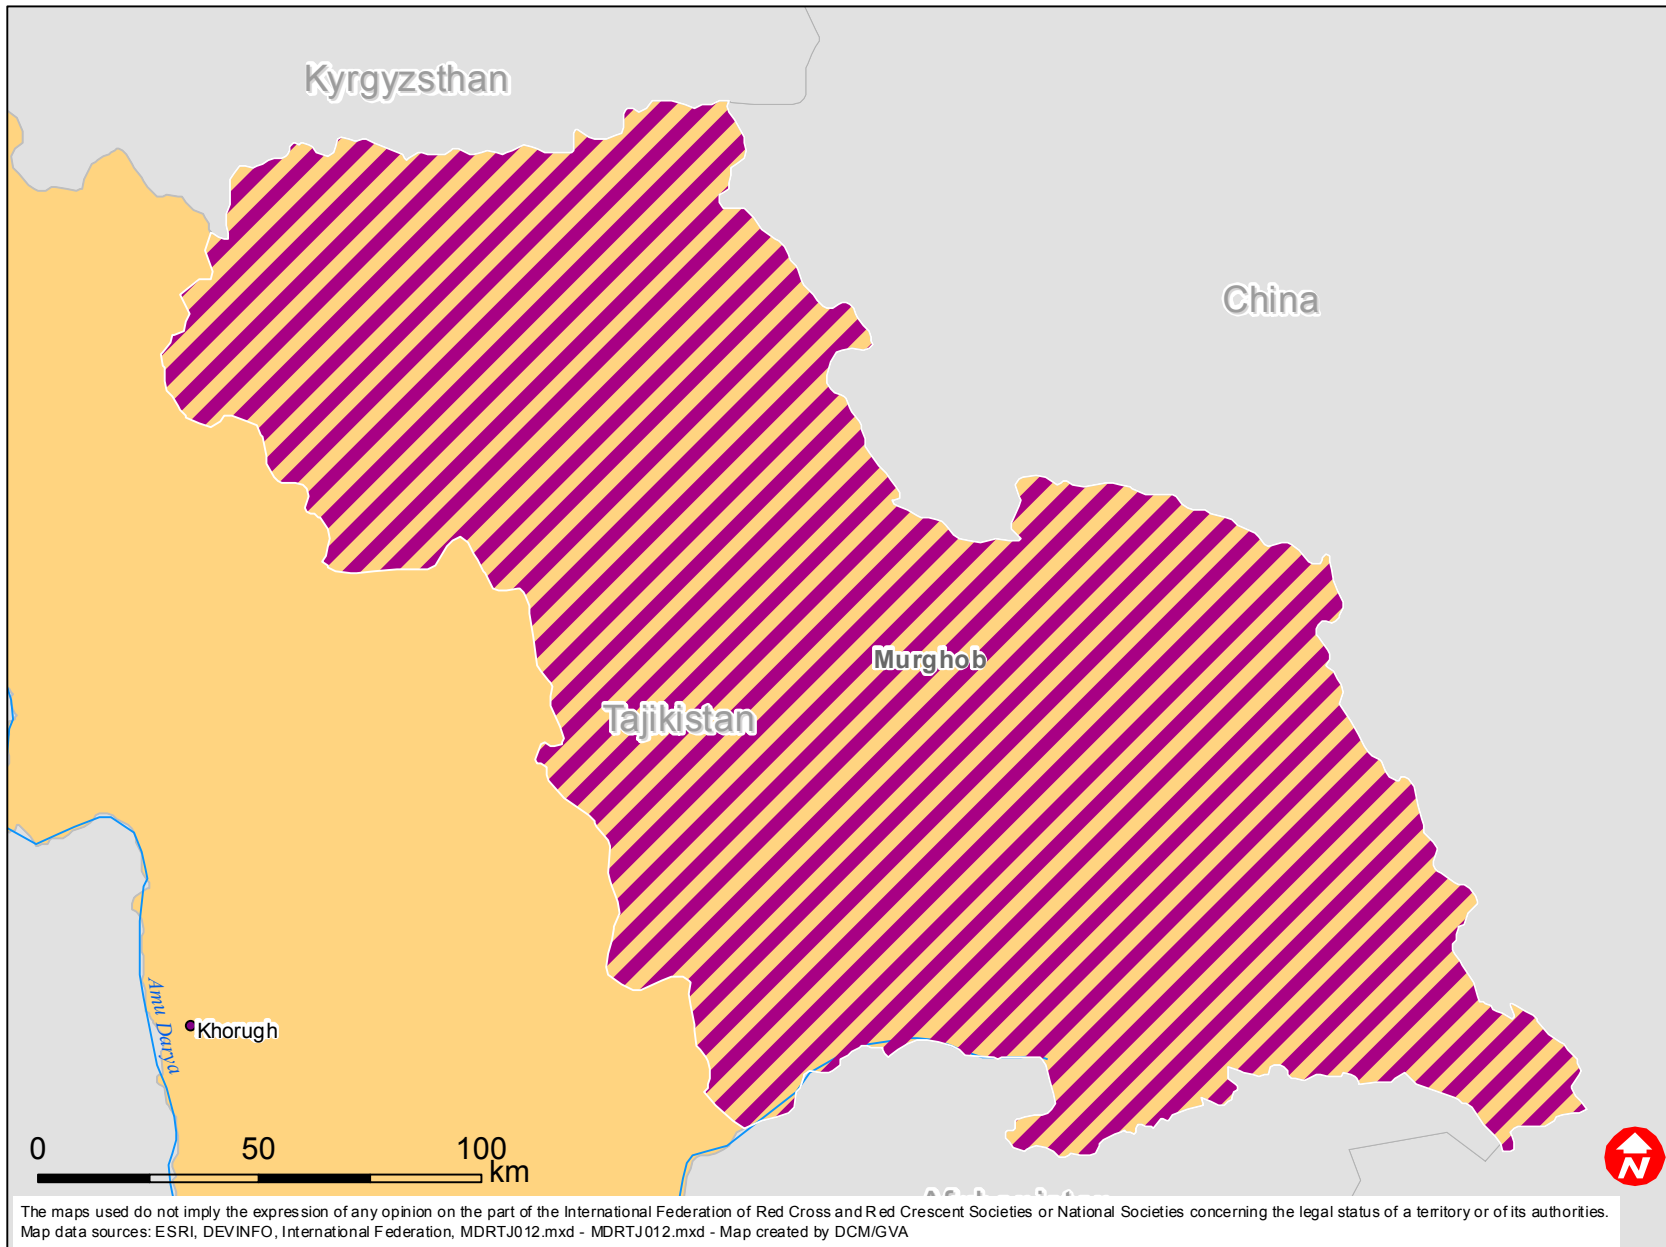 Kyrgyzsthan
China
Murghob
Tajikistan
Amu Darya
Khorugh
0 50 100
km
N
The maps used do not imply the expression of any opinion on the part of the International Federation of Red Cross and Red Crescent Societies or National Societies concerning the legal status of a territory or of its authorities.
Map data sources: ESRI, DEVINFO, International Federation, MDRTJ012.mxd - MDRTJ012.mxd - Map created by DCM/GVA